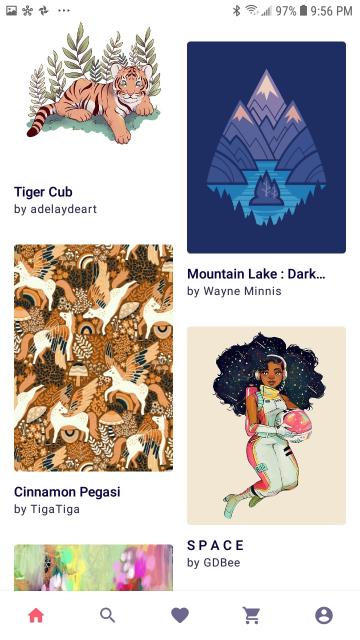 97% 9:56 PM
Tiger Cub
by adelaydeart
Mountain Lake : Dark...
by Wayne Minnis
Cinnamon Pegasi
by TigaTiga
S P A C E
by GDBee